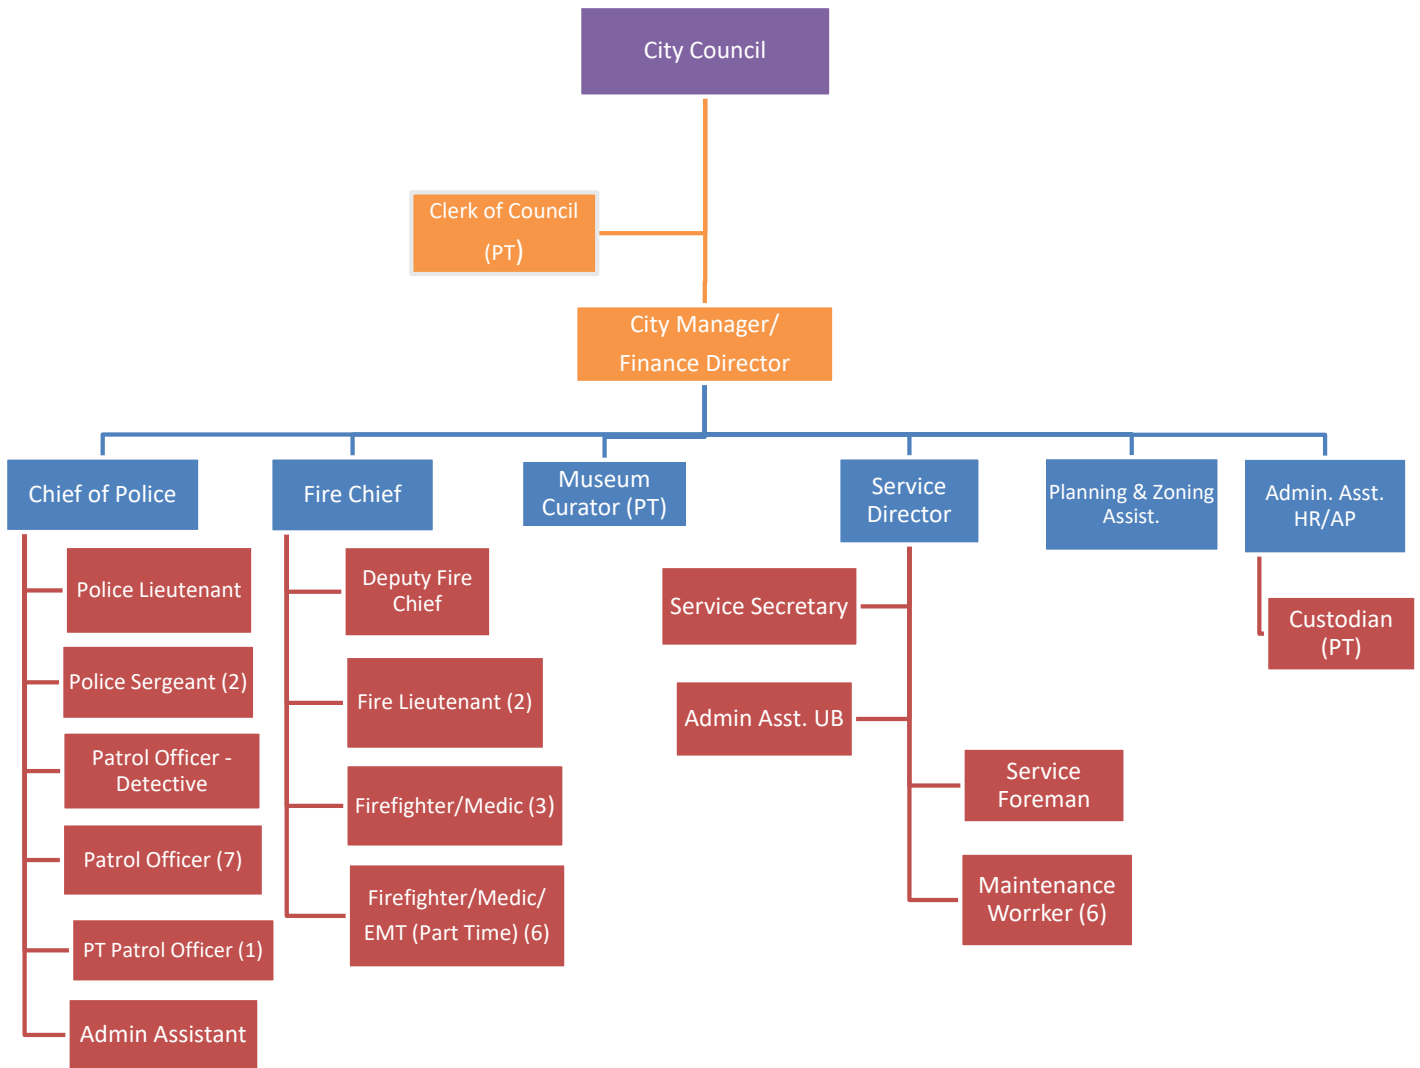 City Council
Clerk of Council
(PT)
City Manager/
Finance Director
Chief of Police
Fire Chief
Museum
Curator (PT)
Service
Director
Planning & Zoning
Assist.
Admin. Asst.
HR/AP
Police Lieutenant
Police Sergeant (2)
Patrol Officer -
Detective
Patrol Officer (7)
PT Patrol Officer (1)
Admin Assistant
Deputy Fire
Chief
Fire Lieutenant (2)
Firefighter/Medic (3)
Firefighter/Medic/
EMT (Part Time) (6)
Service Secretary
Admin Asst. UB
Service
Foreman
Maintenance
Worrker (6)
Custodian
(PT)